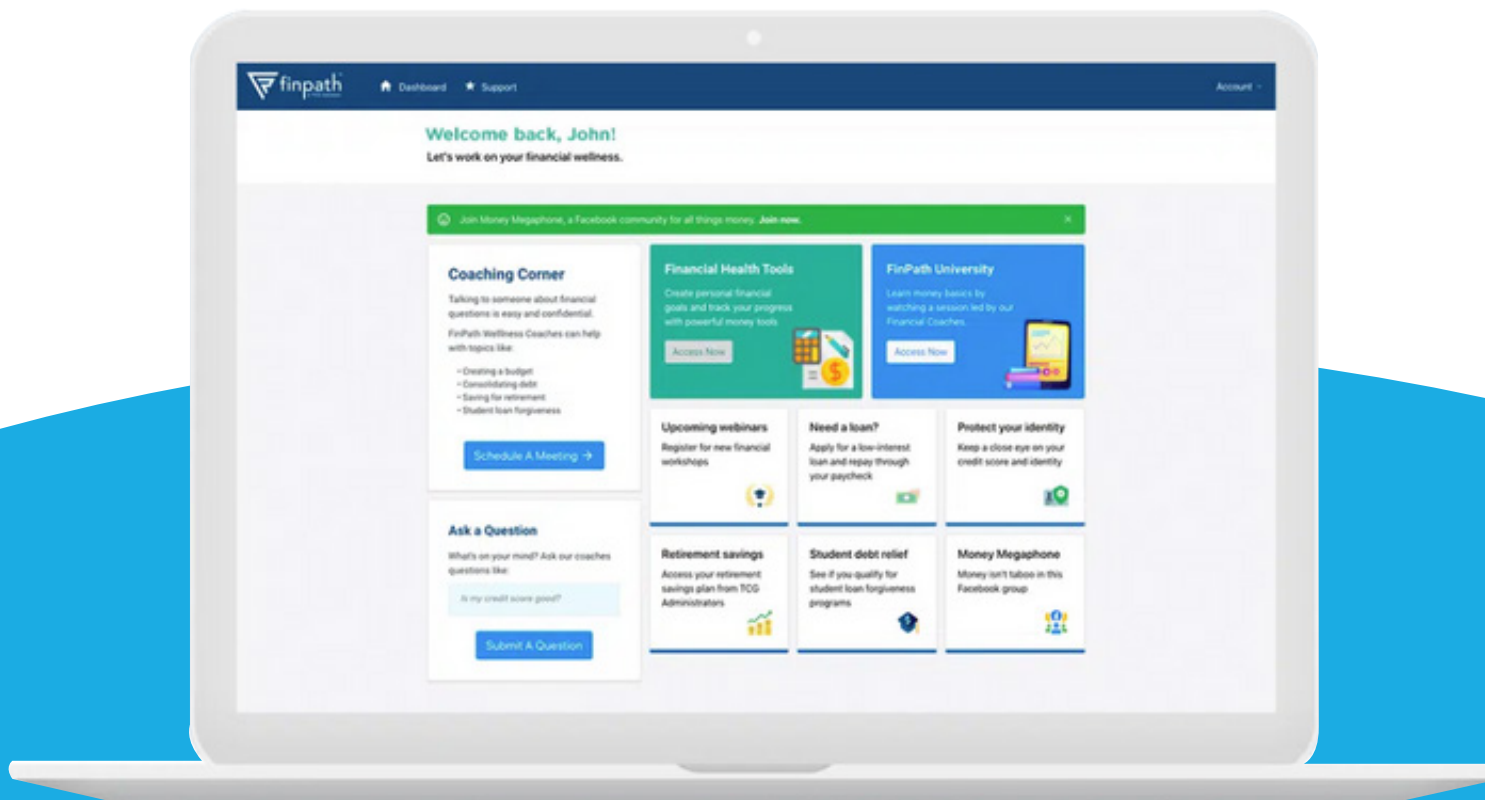 finpath
Dashboard
Support
Account
Welcome back, John!
Let's work on your financial wellness.
Join Money Megaphone, a Facebook community for all things money. Join now.
Coaching Corner
Talking to someone about financial
questions is easy and confidential.
FinPath Wellness Coaches can help
with topics like:
- Creating a budget
- Consolidating debt
- Saving for retirement
- Student loan forgiveness
Schedule A Meeting →
Ask a Question
What's on your mind? Ask our coaches
questions like:
Is my credit score good?
Submit A Question
Financial Health Tools
Create personal financial
goals and track your progress
with powerful money tools
Access Now
FinPath University
Learn money basics by
watching a session led by our
Financial Coaches.
Access Now
Upcoming webinars
Register for new financial
workshops
Need a loan?
Apply for a low-interest
loan and repay through
your paycheck
Protect your identity
Keep a close eye on your
credit score and identity
Retirement savings
Access your retirement
savings plan from TCG
Administrators
Student debt relief
See if you qualify for
student loan forgiveness
programs
Money Megaphone
Money isn't taboo in this
Facebook group